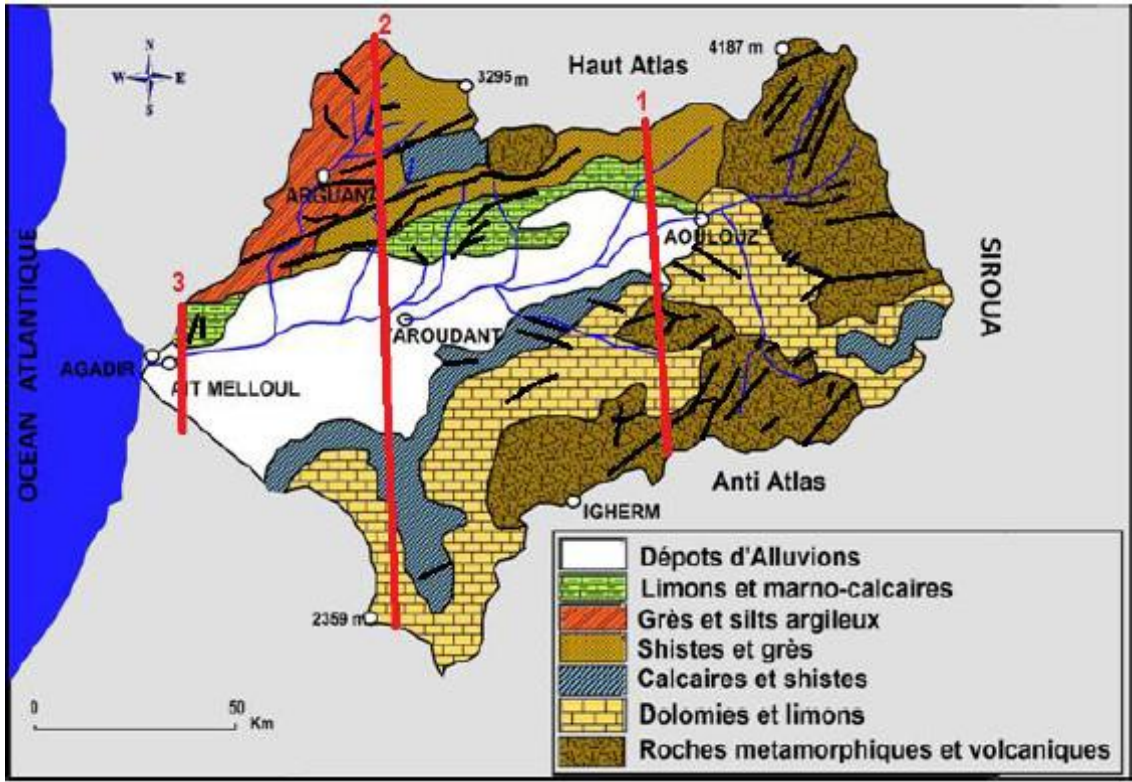 2
N
W E
S
4187 m
3295 m
Haut Atlas
1
ARGUANT
AOULOUZ
3
SIROUA
AROUDANT
AGADIR
AIT MELLOUL
OCEAN ATLANTIQUE
Anti Atlas
IGHERM
2359 m
0 50
Km
Dépots d'Alluvions
Limons et marno-calcaires
Grès et silts argileux
Shistes et grès
Calcaires et shistes
Dolomies et limons
Roches metamorphiques et volcaniques